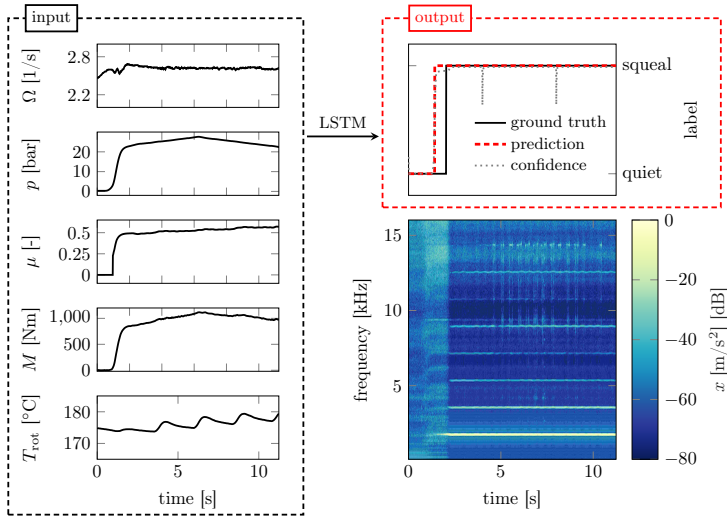 input
Ω [1/s]
2.8
2.2
p [bar]
20
0
μ [-]
0.5
0.25
0
M [Nm]
1,000
500
0
T_rot [°C]
180
170
0
5
10
time [s]
LSTM
output
squeal
quiet
label
ground truth
prediction
confidence
frequency [kHz]
15
10
5
0
5
10
time [s]
0
−20
−40
−60
−80
x [m/s²] [dB]